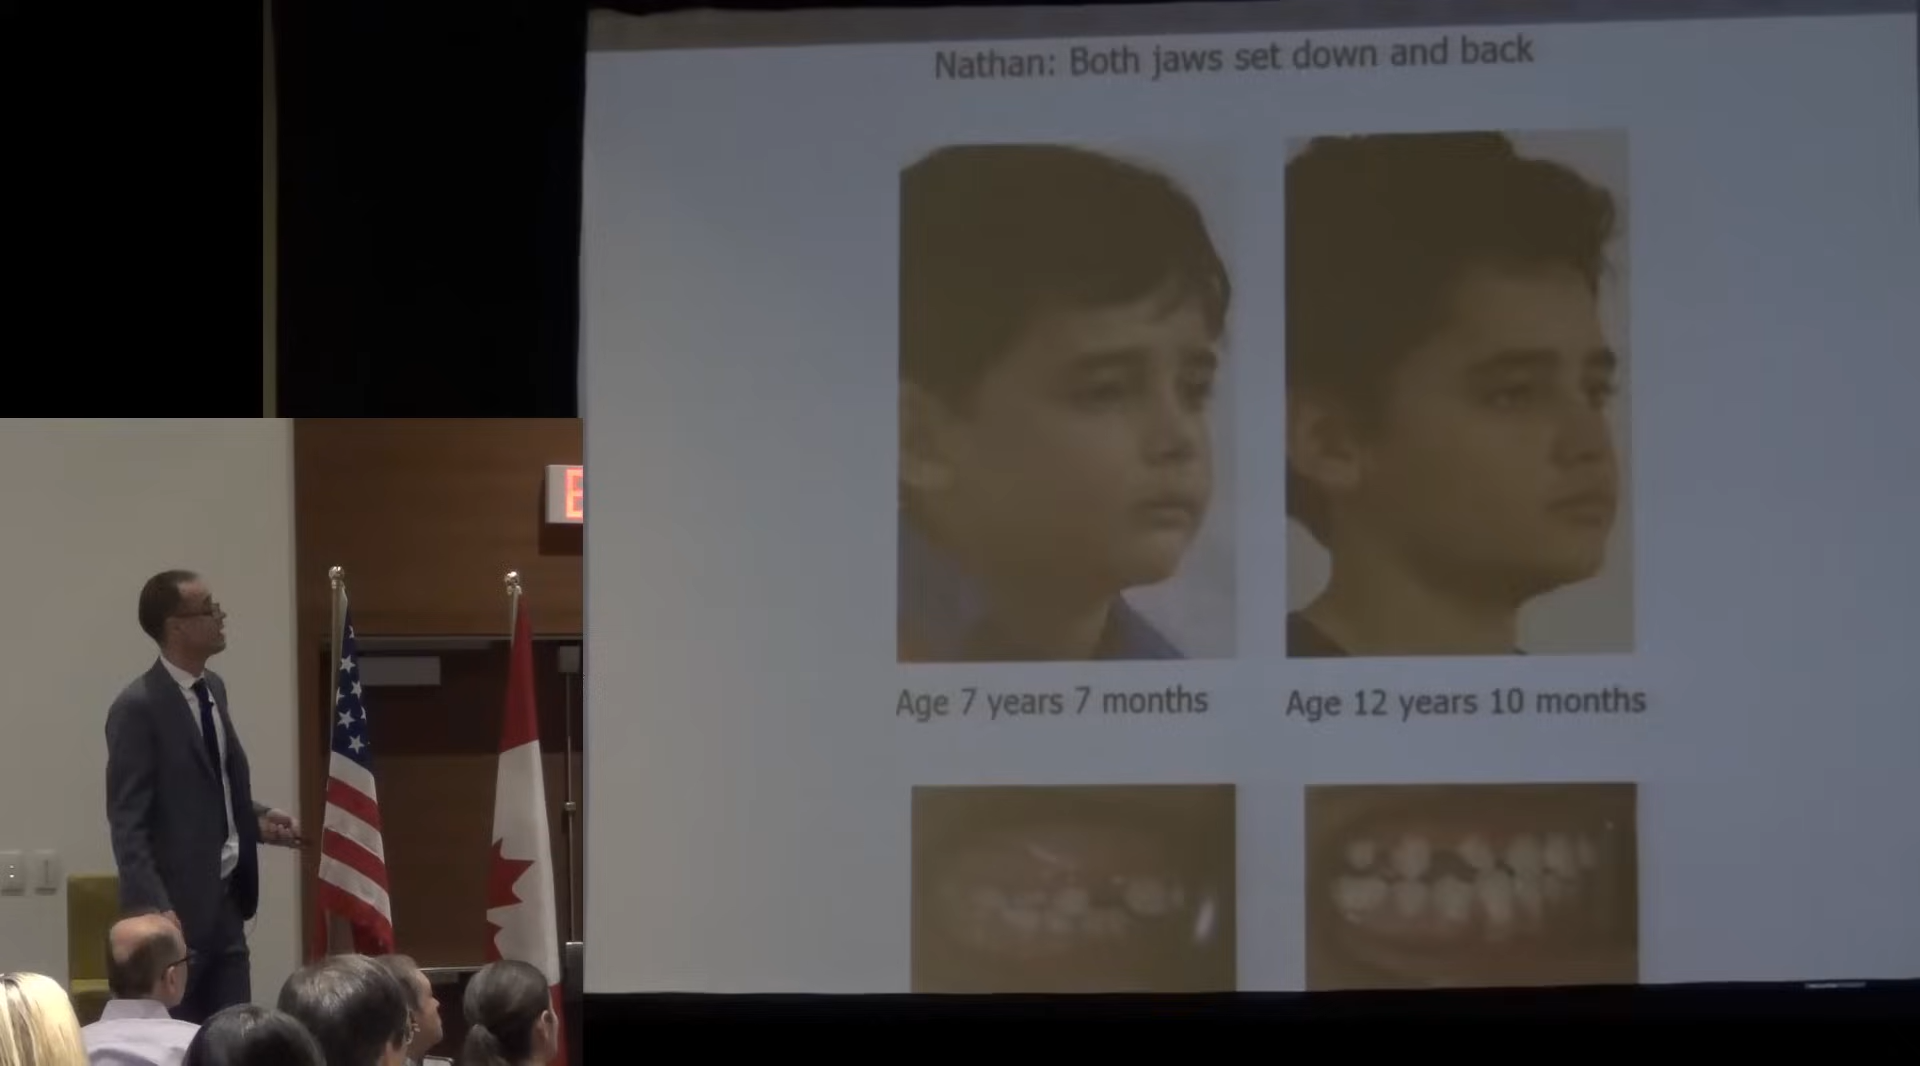 Nathan: Both jaws set down and back
Age 7 years 7 months
Age 12 years 10 months
E